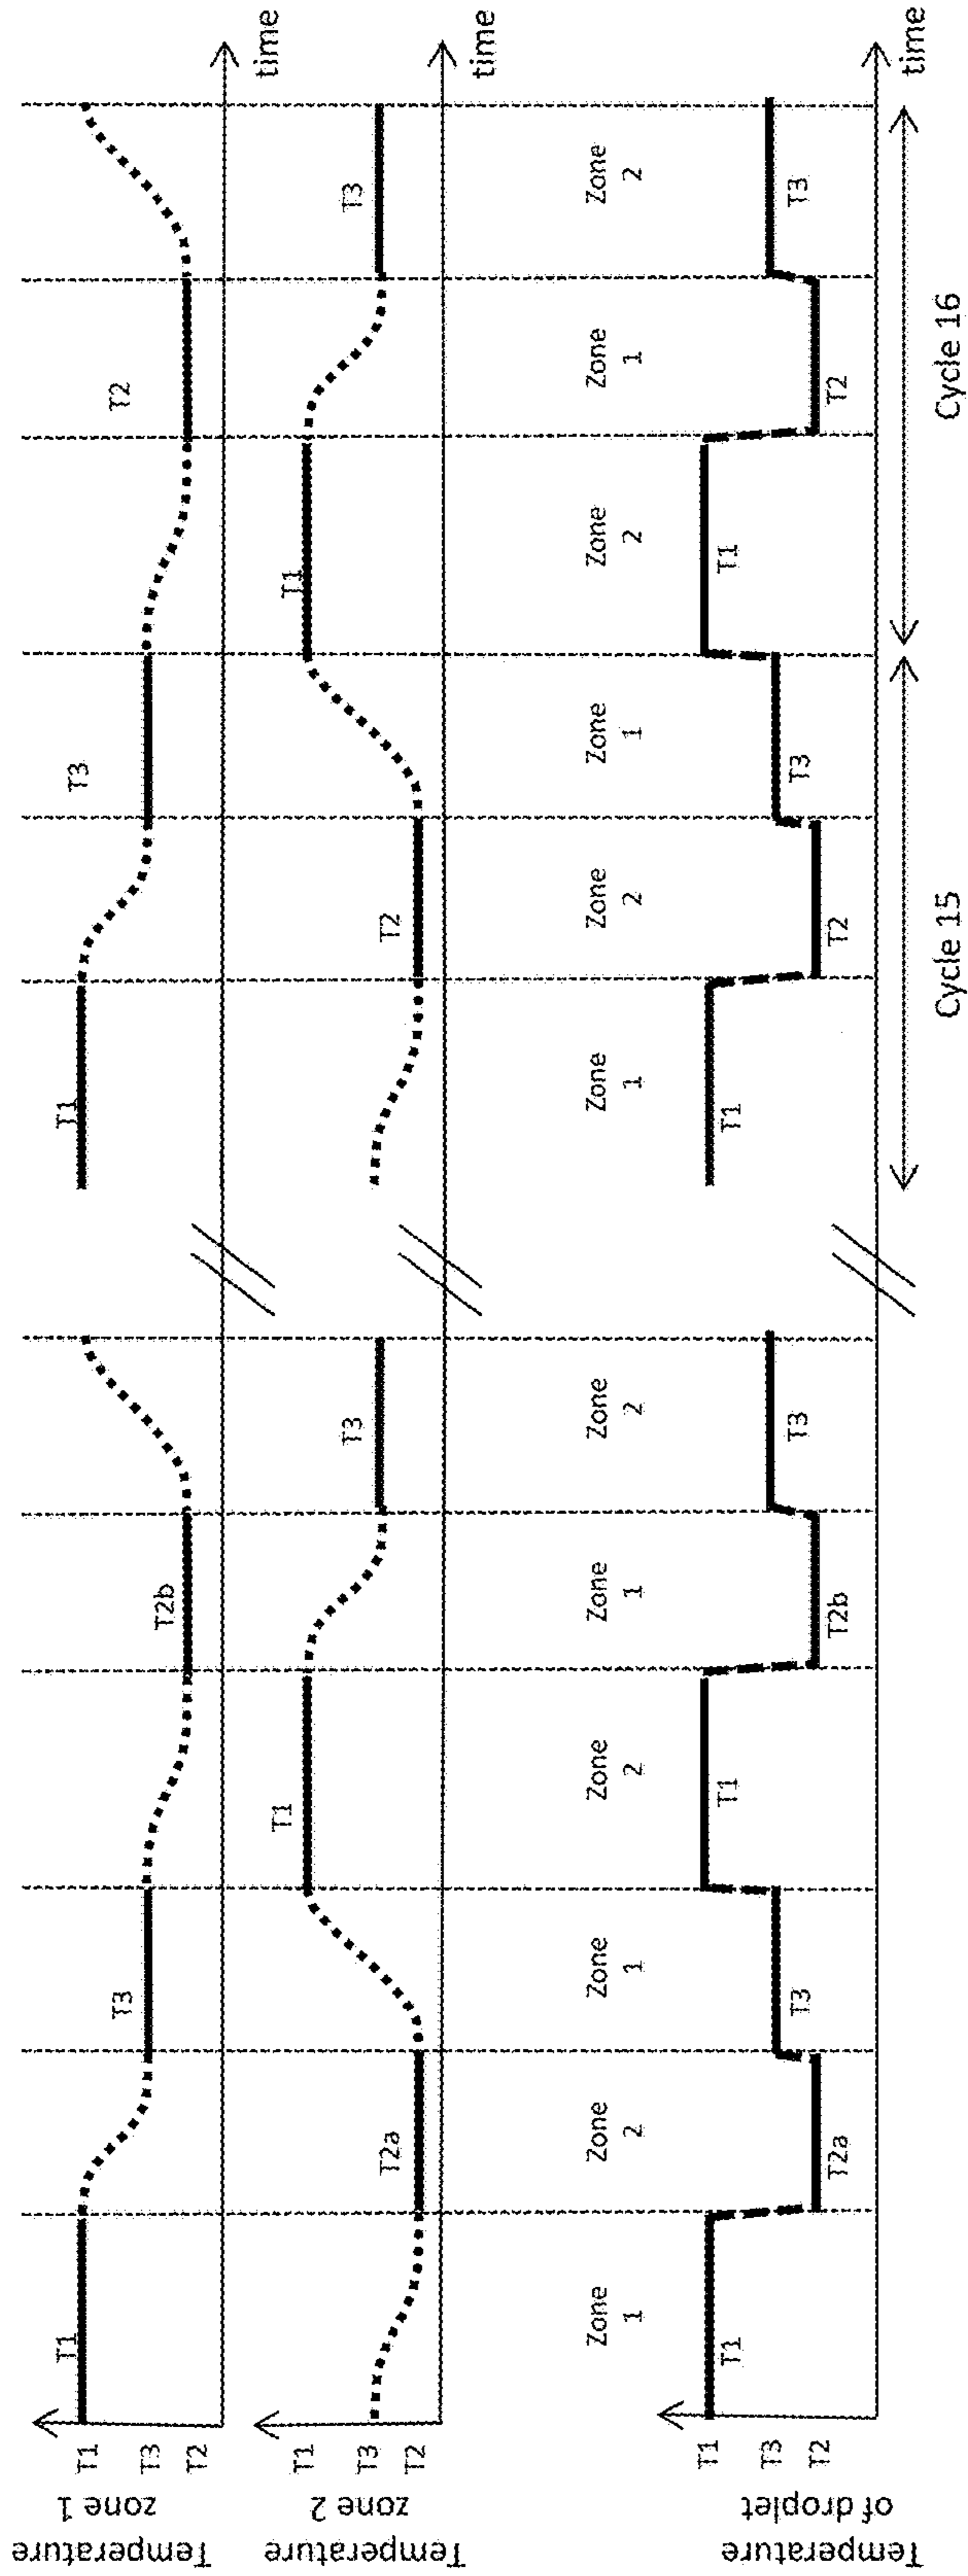 Temperature
zone 1
T1
T3
T2
T1
T3
T2b
T1
T3
T2
time
Temperature
zone 2
T1
T3
T2
T2a
T1
T3
T2
T1
T3
time
Zone
1
Zone
2
Zone
1
Zone
2
Zone
1
Zone
2
Zone
1
Zone
2
Zone
1
Zone
2
Zone
1
Zone
2
Temperature
of droplet
T1
T3
T2
T1
T2a
T3
T1
T2b
T3
T1
T2
T3
T1
T2
T3
time
Cycle 15
Cycle 16